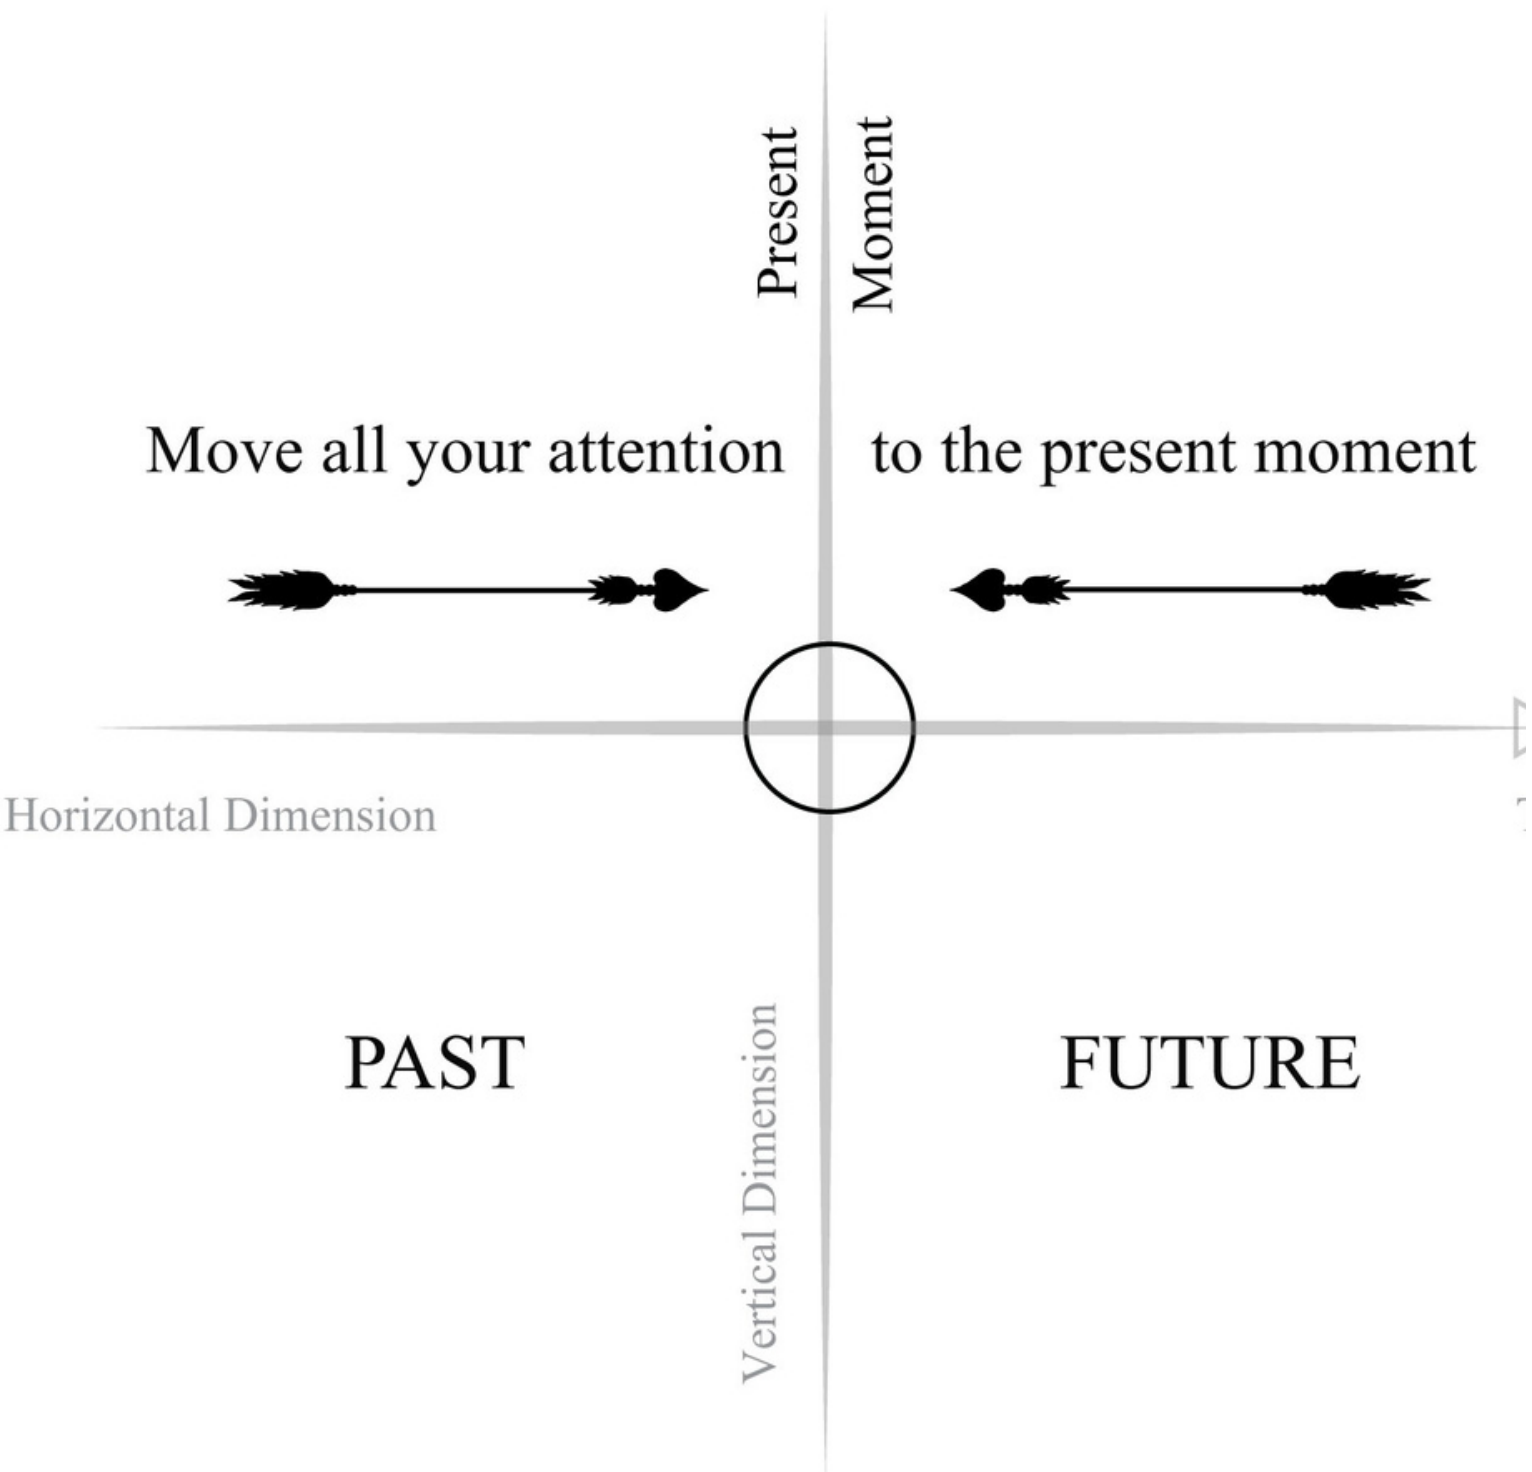 Present
Moment
Move all your attention to the present moment
Horizontal Dimension
PAST
FUTURE
Vertical Dimension